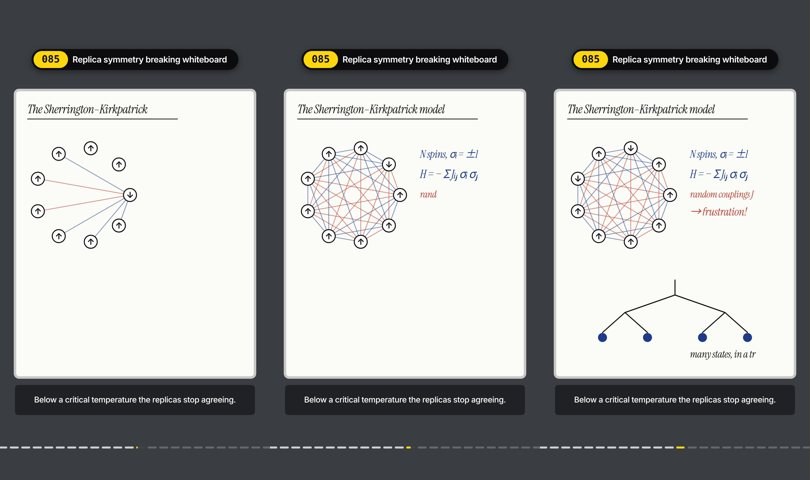 085 Replica symmetry breaking whiteboard
The Sherrington–Kirkpatrick
Below a critical temperature the replicas stop agreeing.
085 Replica symmetry breaking whiteboard
The Sherrington–Kirkpatrick model
N spins, σᵢ = ±1
H = − Σ Jᵢⱼ σᵢ σⱼ
rand
Below a critical temperature the replicas stop agreeing.
085 Replica symmetry breaking whiteboard
The Sherrington–Kirkpatrick model
N spins, σᵢ = ±1
H = − Σ Jᵢⱼ σᵢ σⱼ
random couplings J
→ frustration!
many states, in a tr
Below a critical temperature the replicas stop agreeing.